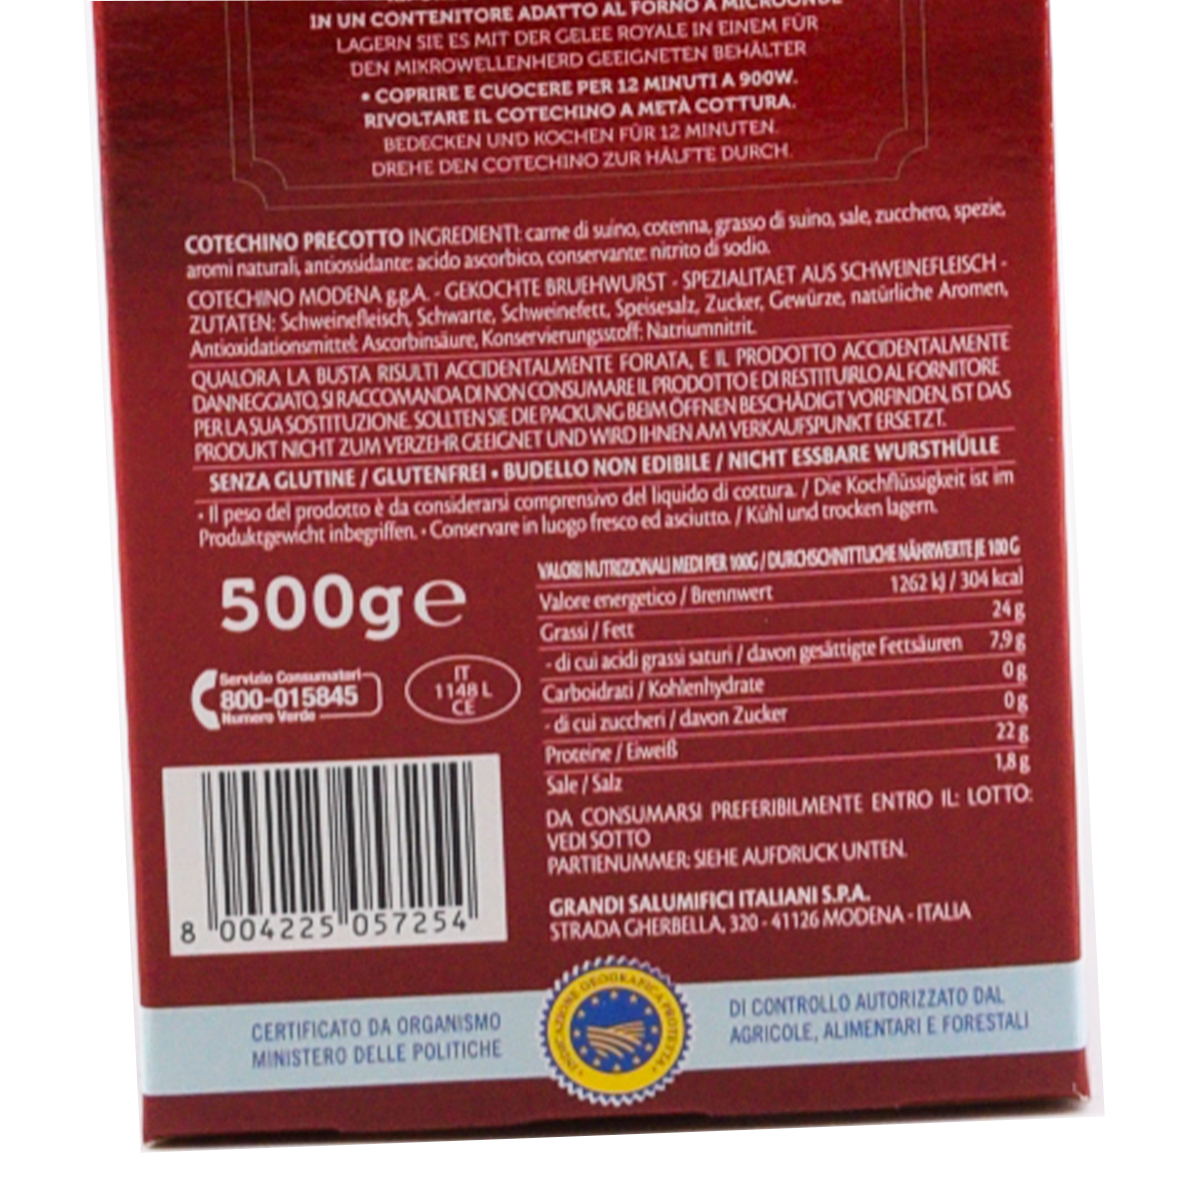 IN UN CONTENITORE ADATTO AL FORNO A MICROONDE
LAGERN SIE ES MIT DER GELEE ROYALE IN EINEM FÜR
DEN MIKROWELLENHERD GEEIGNETEN BEHÄLTER
• COPRIRE E CUOCERE PER 12 MINUTI A 900W.
RIVOLTARE IL COTECHINO A METÀ COTTURA.
BEDECKEN UND KOCHEN FÜR 12 MINUTEN.
DREHE DEN COTECHINO ZUR HÄLFTE DURCH.
COTECHINO PRECOTTO INGREDIENTI: carne di suino, cotenna, grasso di suino, sale, zucchero, spezie,
aromi naturali, antiossidante: acido ascorbico, conservante: nitrito di sodio.
COTECHINO MODENA g.g.A. - GEKOCHTE BRUEHWURST - SPEZIALITAET AUS SCHWEINEFLEISCH -
ZUTATEN: Schweinefleisch, Schwarte, Schweinefett, Speisesalz, Zucker, Gewürze, natürliche Aromen,
Antioxidationsmittel: Ascorbinsäure, Konservierungsstoff: Natriumnitrit.
QUALORA LA BUSTA RISULTI ACCIDENTALMENTE FORATA, E IL PRODOTTO ACCIDENTALMENTE
DANNEGGIATO, SI RACCOMANDA DI NON CONSUMARE IL PRODOTTO E DI RESTITUIRLO AL FORNITORE
PER LA SUA SOSTITUZIONE. SOLLTEN SIE DIE PACKUNG BEIM ÖFFNEN BESCHÄDIGT VORFINDEN, IST DAS
PRODUKT NICHT ZUM VERZEHR GEEIGNET UND WIRD IHNEN AM VERKAUFSPUNKT ERSETZT.
SENZA GLUTINE / GLUTENFREI • BUDELLO NON EDIBILE / NICHT ESSBARE WURSTHÜLLE
• Il peso del prodotto è da considerarsi comprensivo del liquido di cottura. / Die Kochflüssigkeit ist im
Produktgewicht inbegriffen. • Conservare in luogo fresco ed asciutto. / Kühl und trocken lagern.
500g e
Servizio Consumatori
800-015845
Numero Verde
IT
1148 L
CE
VALORI NUTRIZIONALI MEDI PER 100G / DURCHSCHNITTLICHE NÄHRWERTE JE 100 G
Valore energetico / Brennwert 1262 kJ / 304 kcal
Grassi / Fett 24 g
- di cui acidi grassi saturi / davon gesättigte Fettsäuren 7,9 g
Carboidrati / Kohlenhydrate 0 g
- di cui zuccheri / davon Zucker 0 g
Proteine / Eiweiß 22 g
Sale / Salz 1,8 g
DA CONSUMARSI PREFERIBILMENTE ENTRO IL: LOTTO:
VEDI SOTTO
PARTIENUMMER: SIEHE AUFDRUCK UNTEN.
GRANDI SALUMIFICI ITALIANI S.P.A.
STRADA GHERBELLA, 320 - 41126 MODENA - ITALIA
8 004225 057254
CERTIFICATO DA ORGANISMO
MINISTERO DELLE POLITICHE
INDICAZIONE GEOGRAFICA PROTETTA
DI CONTROLLO AUTORIZZATO DAL
AGRICOLE, ALIMENTARI E FORESTALI